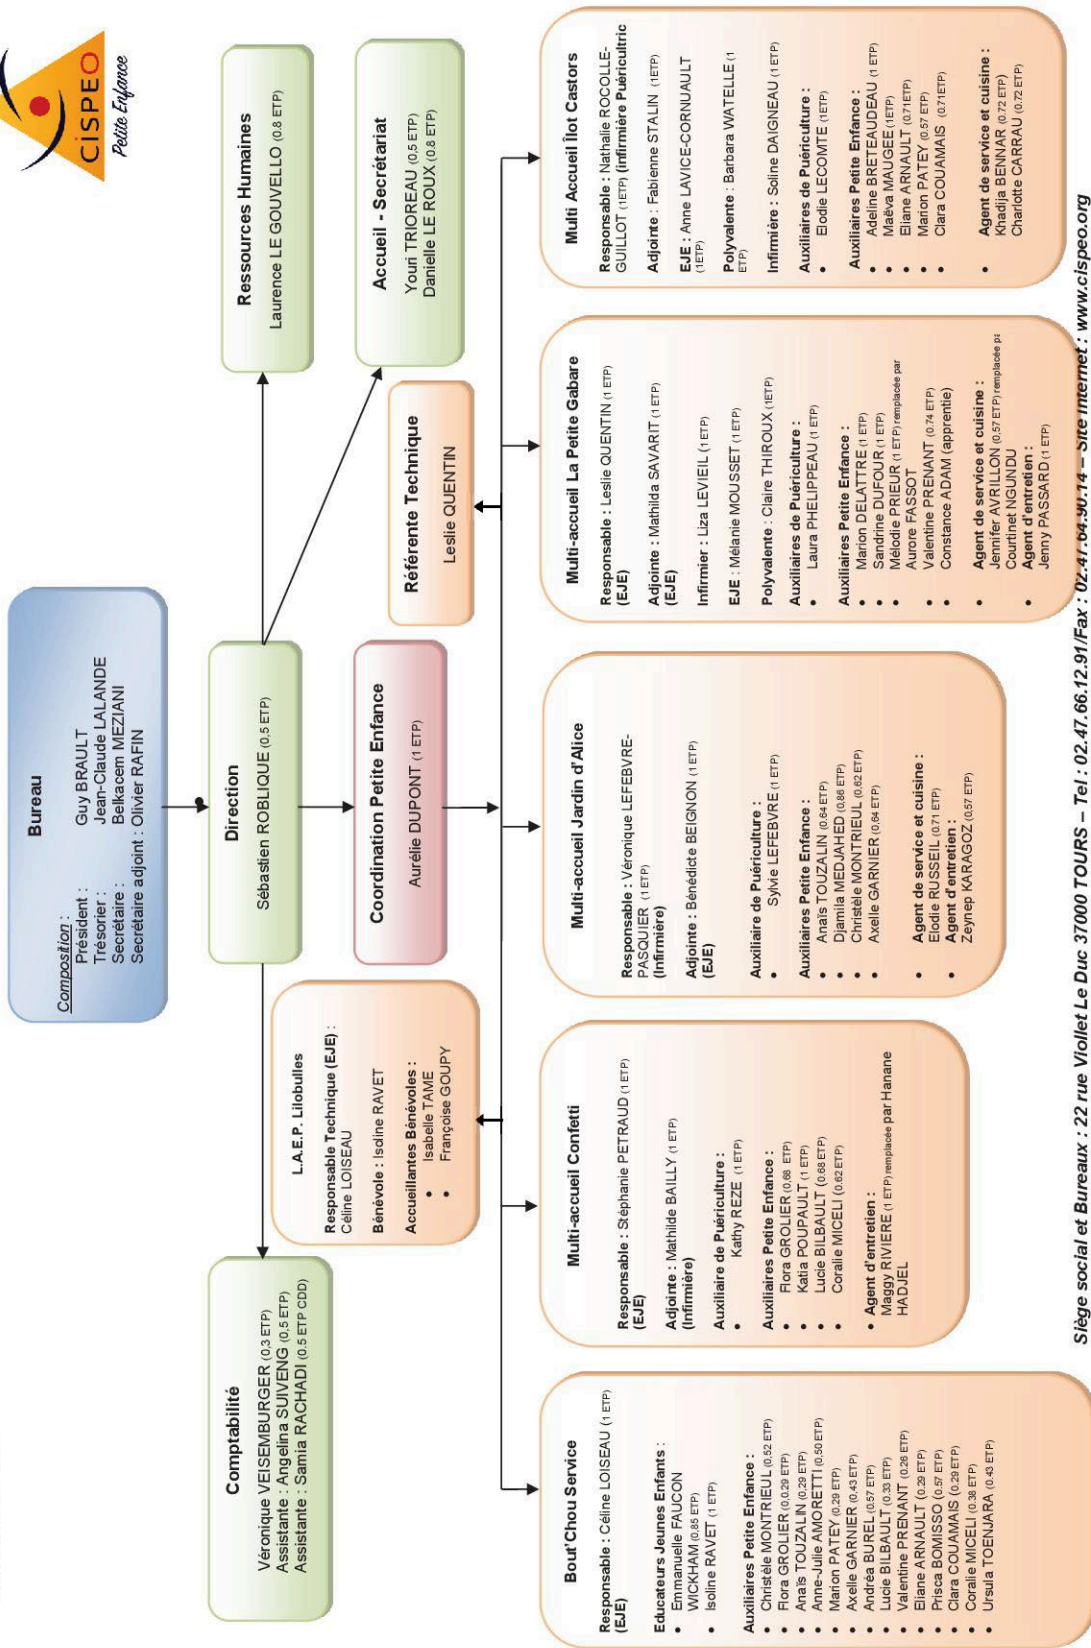 CISPEO
Petite Enfance
Bureau
Composition :
Président : Guy BRAULT
Trésorier : Jean-Claude LALANDE
Secrétaire : Belkacem MEZIANI
Secrétaire adjoint : Olivier RAFIN
Direction
Sébastien ROBLIQUE (0,5 ETP)
Ressources Humaines
Laurence LE GOUVELLO (0.8 ETP)
Comptabilité
Véronique VEISEMBURGER (0.3 ETP)
Assistante : Angelina SUIVENG (0,5 ETP)
Assistante : Samia RACHADI (0.5 ETP CDD)
Accueil - Secrétariat
Youri TRIOREAU (0,5 ETP)
Danielle LE ROUX (0.8 ETP)
Coordination Petite Enfance
Aurélie DUPONT (1 ETP)
L.A.E.P. Lilobulles
Responsable Technique (EJE) :
Céline LOISEAU
Bénévole : Isoline RAVET
Accueillantes Bénévoles :
• Isabelle TAME
• Françoise GOUPY
Référente Technique
Leslie QUENTIN
Bout'Chou Service
Responsable : Céline LOISEAU (1 ETP)
(EJE)
Educateurs Jeunes Enfants :
• Emmanuelle FAUCON
WICKHAM (0,85 ETP)
• Isoline RAVET (1 ETP)
Auxiliaires Petite Enfance :
• Christèle MONTRIEUL (0,52 ETP)
• Flora GROLIER (0,0.29 ETP)
• Anaïs TOUZALIN (0,29 ETP)
• Anne-Julie AMORETTI (0,50 ETP)
• Marion PATEY (0.29 ETP)
• Axelle GARNIER (0,43 ETP)
• Andréa BUREL (0.57 ETP)
• Lucie BILBAULT (0.33 ETP)
• Valentine PRENANT (0.26 ETP)
• Eliane ARNAULT (0.29 ETP)
• Prisca BOMISSO (0.57 ETP)
• Clara COUAMAIS (0.29 ETP)
• Coralie MICELI (0.38 ETP)
• Ursula TOENJARA (0.43 ETP)
Multi-accueil Confetti
Responsable : Stéphanie PETRAUD (1 ETP)
(EJE)
Adjointe : Mathilde BAILLY (1 ETP)
(Infirmière)
Auxiliaire de Puériculture :
• Kathy REZE (1 ETP)
Auxiliaires Petite Enfance :
• Flora GROLIER (0,68 ETP)
• Katia POUPAULT (1 ETP)
• Lucie BILBAULT (0.68 ETP)
• Coralie MICELI (0.62 ETP)
• Agent d'entretien :
Maggy RIVIERE (1 ETP) remplacée par Hanane
HADJEL
Multi-accueil Jardin d'Alice
Responsable : Véronique LEFEBVRE-
PASQUIER (1 ETP)
(Infirmière)
Adjointe : Bénédicte BEIGNON (1 ETP)
(EJE)
Auxiliaire de Puériculture :
• Sylvie LEFEBVRE (1 ETP)
Auxiliaires Petite Enfance :
• Anaïs TOUZALIN (0,64 ETP)
• Djamila MEDJAHED (0,86 ETP)
• Christèle MONTRIEUL (0,62 ETP)
• Axelle GARNIER (0,64 ETP)
• Agent de service et cuisine :
Elodie RUSSEIL (0.71 ETP)
• Agent d'entretien :
Zeynep KARAGOZ (0,57 ETP)
Multi-accueil La Petite Gabare
Responsable : Leslie QUENTIN (1 ETP)
(EJE)
Adjointe : Mathilda SAVARIT (1 ETP)
(EJE)
Infirmier : Liza LEVIEIL (1 ETP)
EJE : Mélanie MOUSSET (1 ETP)
Polyvalente : Claire THIROUX (1ETP)
Auxiliaires de Puériculture :
• Laura PHELIPPEAU (1 ETP)
Auxiliaires Petite Enfance :
• Marion DELATTRE (1 ETP)
• Sandrine DUFOUR (1 ETP)
• Mélodie PRIEUR (1 ETP) remplacée par
Aurore FASSOT
• Valentine PRENANT (0.74 ETP)
• Constance ADAM (apprentie)
• Agent de service et cuisine :
Jennifer AVRILLON (0,57 ETP) remplacée pa
Courtinet NGUNDU
• Agent d'entretien :
Jenny PASSARD (1 ETP)
Multi Accueil Îlot Castors
Responsable : Nathalie ROCOLLE-
GUILLOT (1ETP) (infirmière Puéricultric
Adjointe : Fabienne STALIN (1ETP)
EJE : Anne LAVICE-CORNUAULT
(1ETP)
Polyvalente : Barbara WATELLE (1
ETP)
Infirmière : Soline DAIGNEAU (1 ETP)
Auxiliaires de Puériculture :
• Elodie LECOMTE (1ETP)
Auxiliaires Petite Enfance :
• Adeline BRETEAUDEAU (1 ETP)
• Maëva MAUGEE (1ETP)
• Eliane ARNAULT (0.71ETP)
• Marion PATEY (0.57 ETP)
• Clara COUAMAIS (0.71ETP)
• Agent de service et cuisine :
Khadija BENNAR (0.72 ETP)
Charlotte CARRAU (0.72 ETP)
Siège social et Bureaux : 22 rue Viollet Le Duc 37000 TOURS – Tel : 02.47.66.12.91/Fax : 02.47.64.90.14 – Site internet : www.cispeo.org